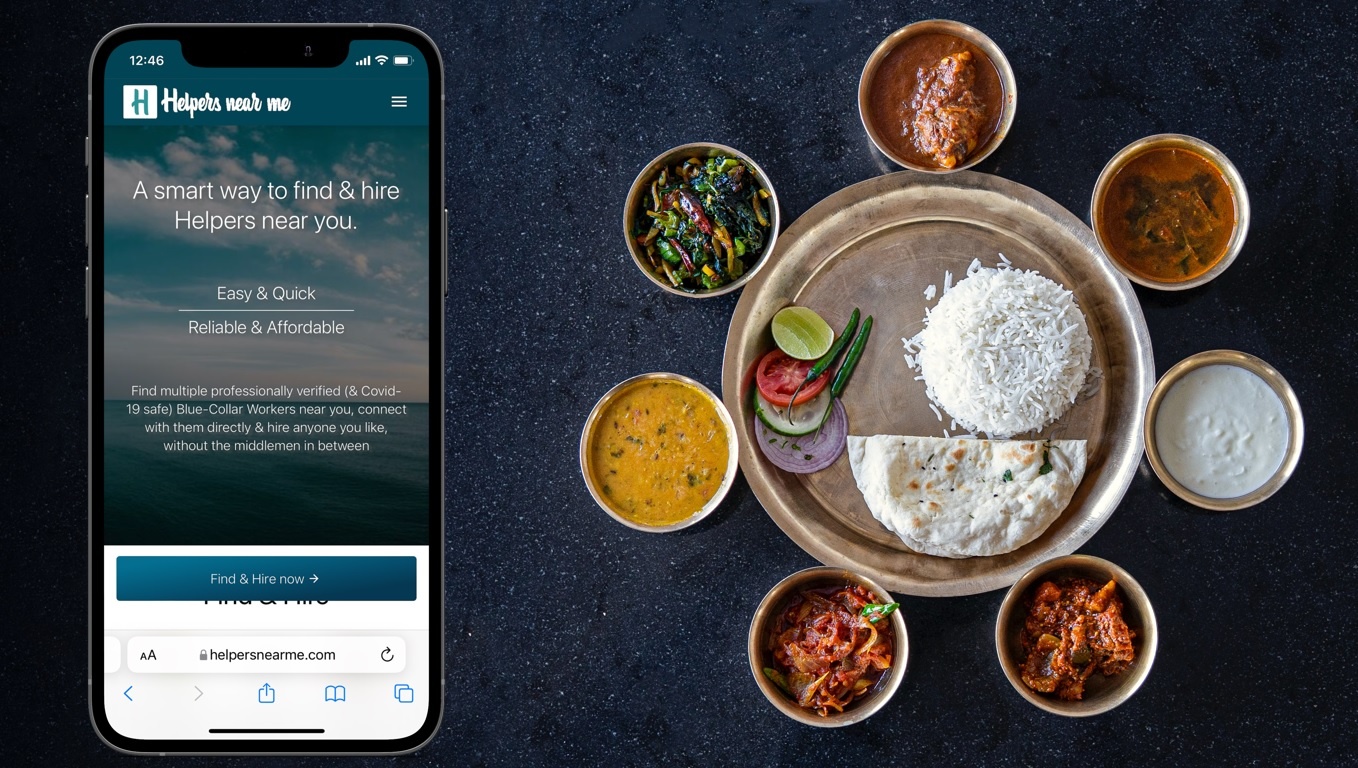 12:46
H Helpers near me
A smart way to find & hire
Helpers near you.
Easy & Quick
Reliable & Affordable
Find multiple professionally verified (& Covid-
19 safe) Blue-Collar Workers near you, connect
with them directly & hire anyone you like,
without the middlemen in between
Find & Hire now →
Find & Hire
AA helpersnearme.com